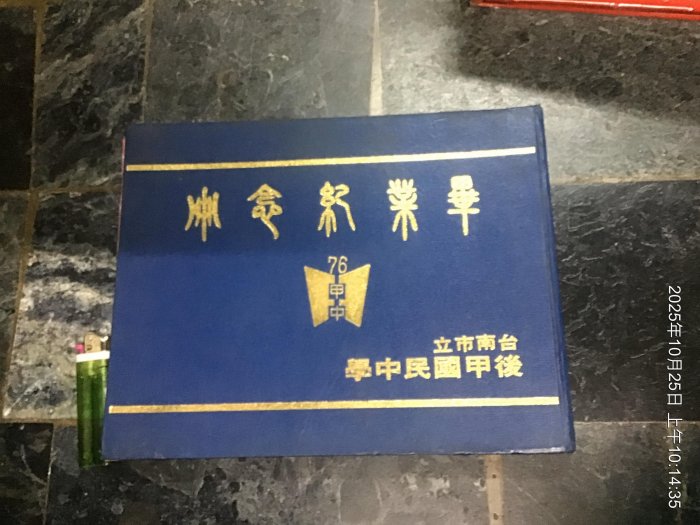 畢業紀念冊
76
甲
中
台南市立
後甲國民中學
2025年10月25日 上午10:14:35